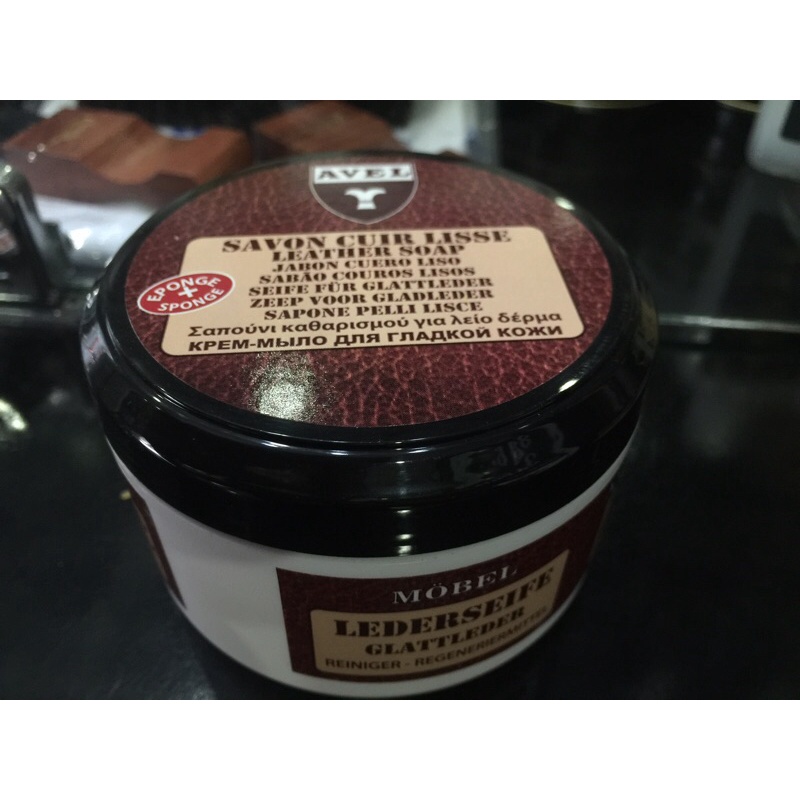 AVEL
SAVON CUIR LISSE
LEATHER SOAP
JABON CUERO LISO
SABÃO COUROS LISOS
SEIFE FÜR GLATTLEDER
ZEEP VOOR GLADLEDER
SAPONE PELLI LISCE
Σαπούνι καθαρισμού για λείο δέρμα
КРЕМ-МЫЛО ДЛЯ ГЛАДКОЙ КОЖИ
EPONGE
+
SPONGE
MÖBEL
LEDERSEIFE
GLATTLEDER
REINIGER - REGENERIERMITTEL